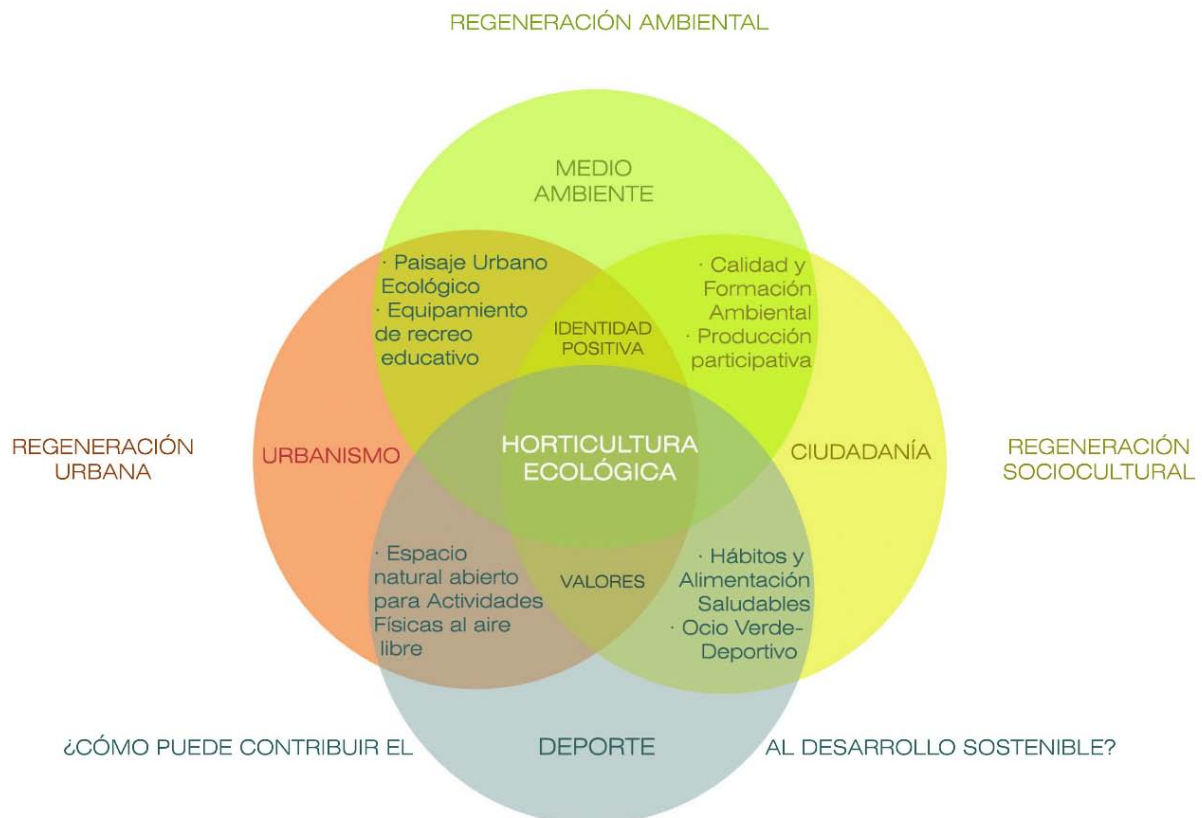 REGENERACIÓN AMBIENTAL
MEDIO
AMBIENTE
· Paisaje Urbano
Ecológico
· Equipamiento
de recreo
educativo
IDENTIDAD
POSITIVA
· Calidad y
Formación
Ambiental
· Producción
participativa
REGENERACIÓN
URBANA
URBANISMO
HORTICULTURA
ECOLÓGICA
CIUDADANÍA
REGENERACIÓN
SOCIOCULTURAL
· Espacio
natural abierto
para Actividades
Físicas al aire
libre
VALORES
· Hábitos y
Alimentación
Saludables
· Ocio Verde-
Deportivo
¿CÓMO PUEDE CONTRIBUIR EL DEPORTE AL DESARROLLO SOSTENIBLE?